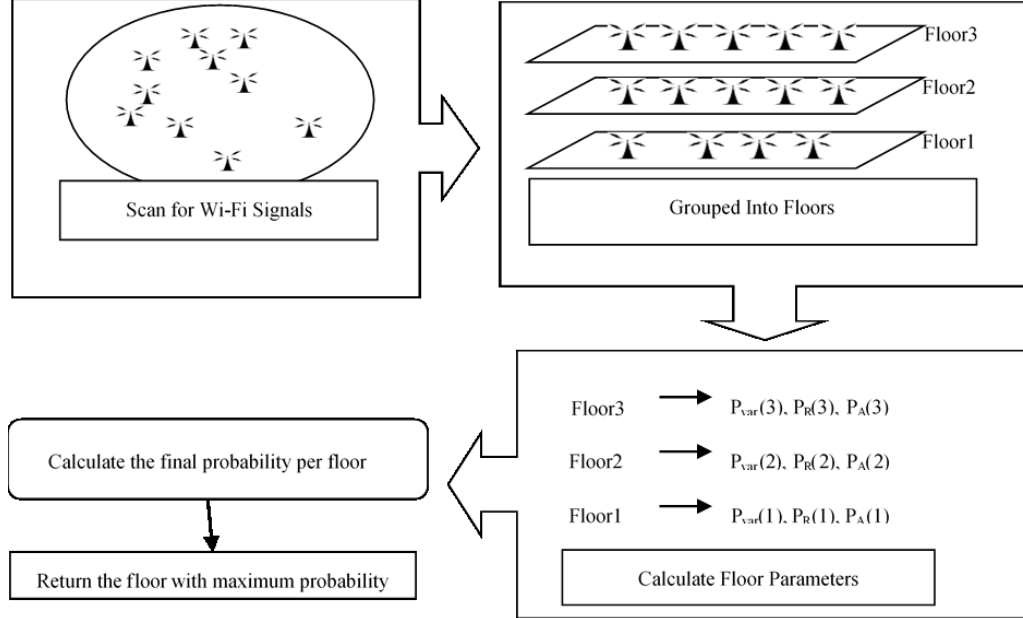 Floor3
Floor2
Floor1
Scan for Wi-Fi Signals
Grouped Into Floors
Floor3 P_var(3), P_R(3), P_A(3)
Floor2 P_var(2), P_R(2), P_A(2)
Floor1 P_var(1), P_R(1), P_A(1)
Calculate Floor Parameters
Calculate the final probability per floor
Return the floor with maximum probability